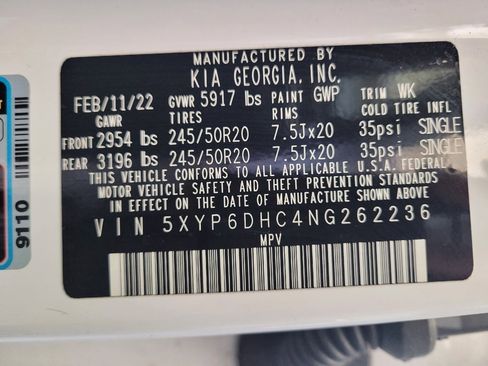 MANUFACTURED BY
KIA GEORGIA, INC.
FEB/11/22 GVWR 5917 lbs PAINT GWP TRIM WK
GAWR TIRES RIMS COLD TIRE INFL
FRONT 2954 lbs 245/50R20 7.5Jx20 35psi SINGLE
REAR 3196 lbs 245/50R20 7.5Jx20 35psi SINGLE
THIS VEHICLE CONFORMS TO ALL APPLICABLE U.S.A. FEDERAL
MOTOR VEHICLE SAFETY AND THEFT PREVENTION STANDARDS
IN EFFECT ON THE DATE OF MANUFACTURE SHOWN ABOVE.
VIN 5XYP6DHC4NG262236
MPV
9110